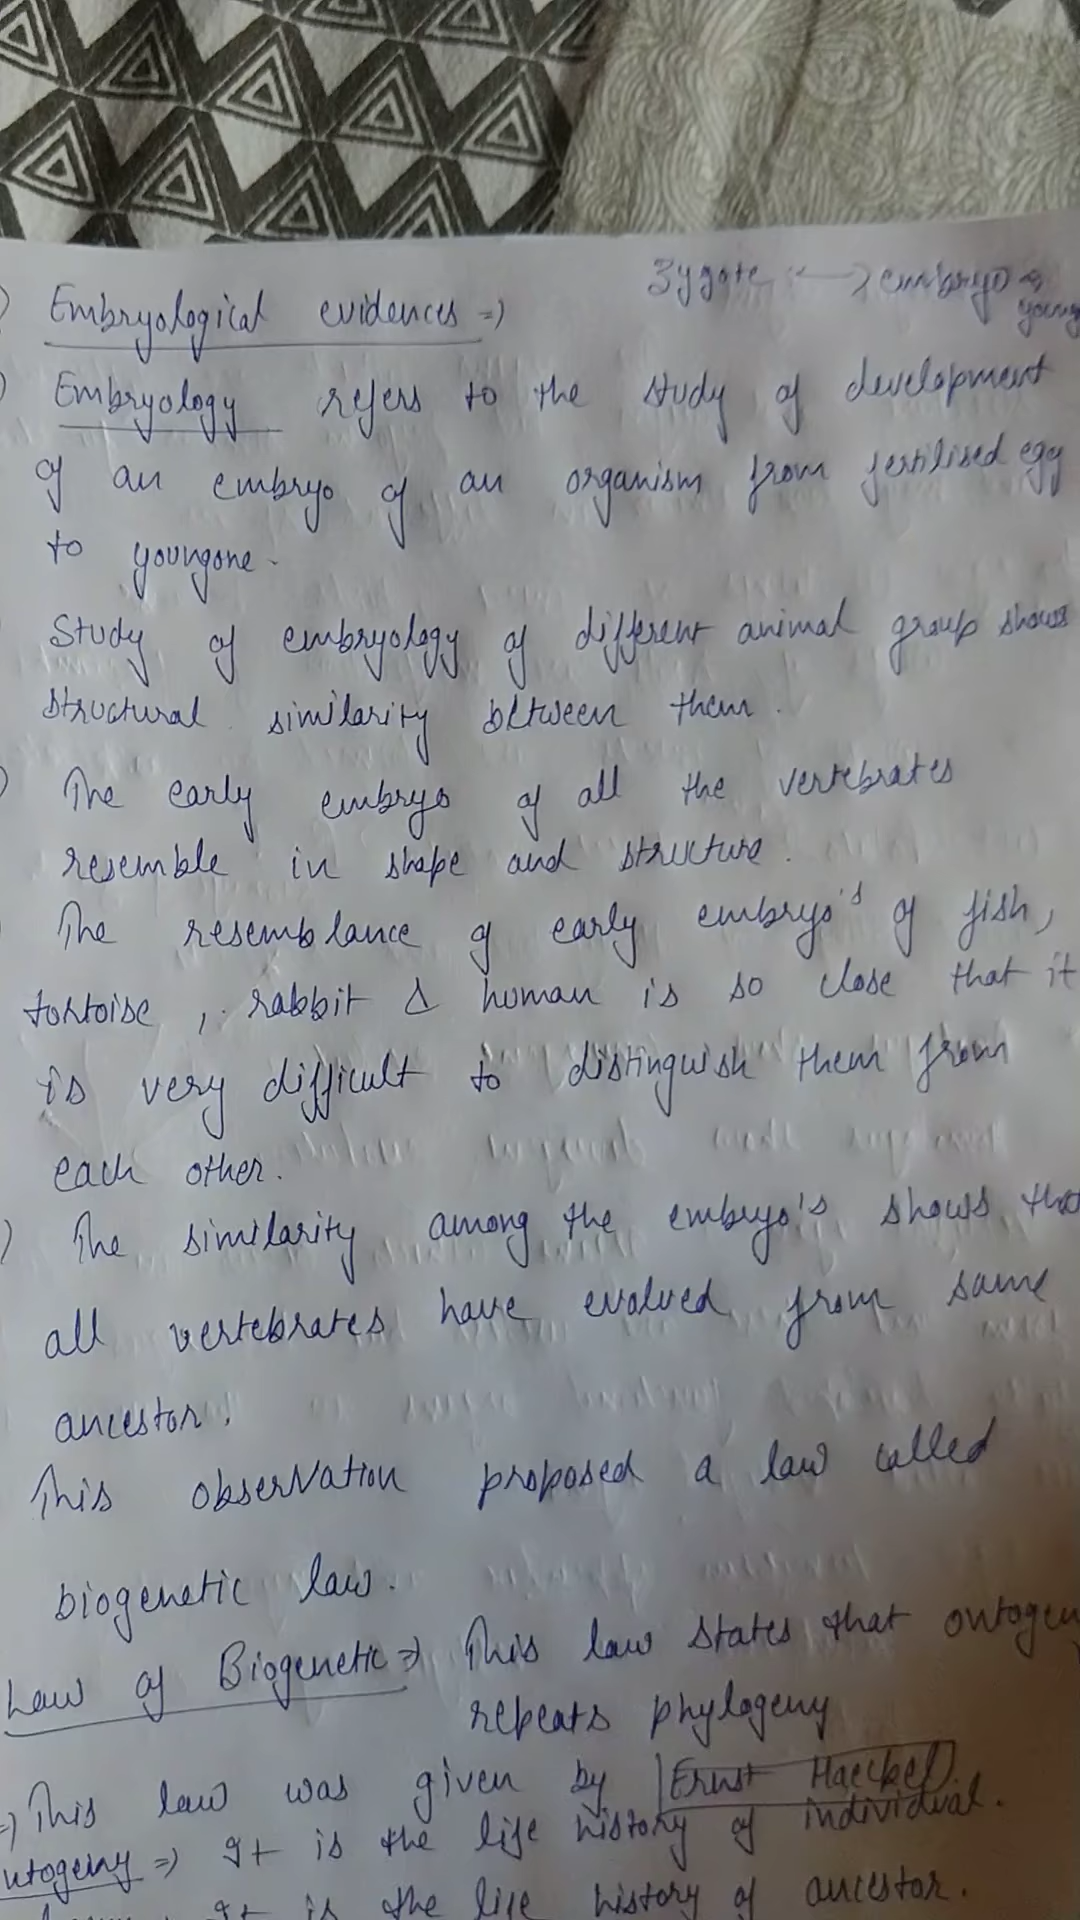 Zygote → embryo →
young
Embryological evidences =>
Embryology refers to the study of development
of an embryo of an organism from fertilised egg
to youngone.
Study of embryology of different animal group shows
structural similarity between them.
The early embryo of all the vertebrates
resemble in shape and structure.
The resemblance of early embryo's of fish,
tortoise, rabbit & human is so close that it
is very difficult to distinguish them from
each other.
The similarity among the embryo's shows that
all vertebrates have evolved from same
ancestor.
This observation proposed a law called
biogenetic law.
Law of Biogenetic => This law states that ontogeny
repeats phylogeny
=> This law was given by Ernst Haeckel.
ntogeny => It is the life history of individual.
It is the life history of ancestor.